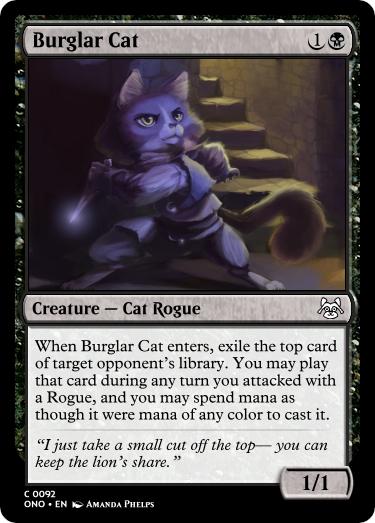 Burglar Cat 1
Creature — Cat Rogue
When Burglar Cat enters, exile the top card
of target opponent's library. You may play
that card during any turn you attacked with
a Rogue, and you may spend mana as
though it were mana of any color to cast it.
“I just take a small cut off the top— you can
keep the lion's share.”
1/1
C 0092
ONO • EN Amanda Phelps